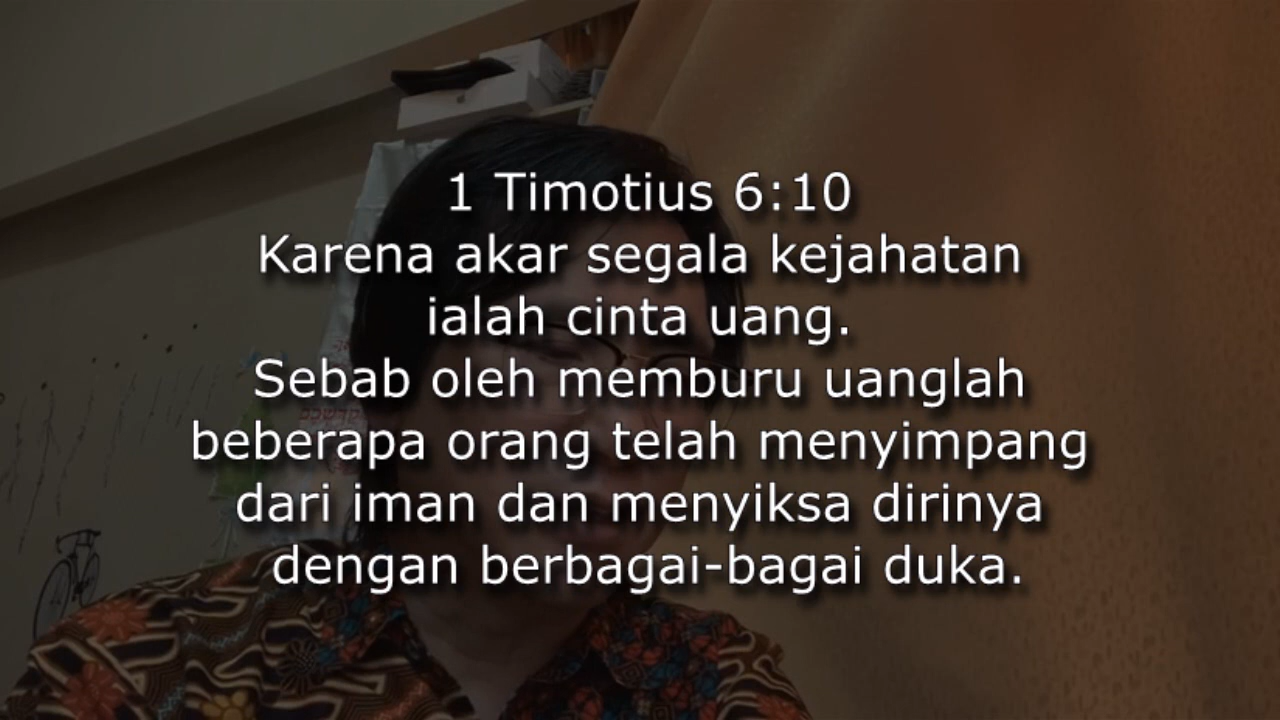 1 Timotius 6:10
Karena akar segala kejahatan
ialah cinta uang.
Sebab oleh memburu uanglah
beberapa orang telah menyimpang
dari iman dan menyiksa dirinya
dengan berbagai-bagai duka.